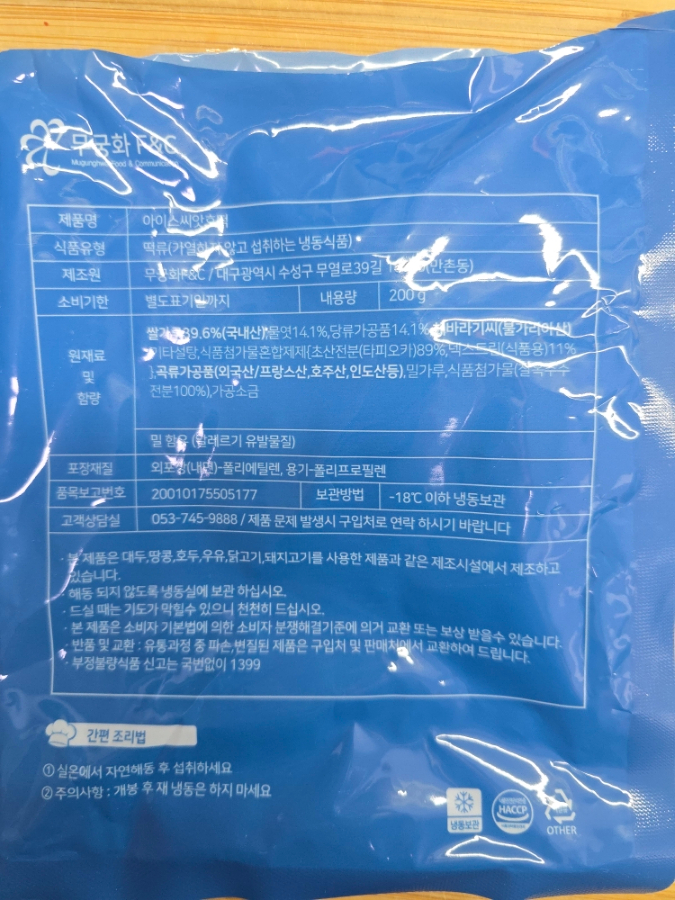 무궁화 F&C
Mugunghwa Food & Communication
제품명 아이스씨앗호떡
식품유형 떡류(가열하지 않고 섭취하는 냉동식품)
제조원 무궁화F&C / 대구광역시 수성구 무열로39길 (만촌동)
소비기한 별도표기일까지 내용량 200 g
원재료 및 함량
쌀가루39.6%(국내산),물엿14.1%,당류가공품14.1%,해바라기씨(불가리아산)
기타설탕,식품첨가물혼합제제{초산전분(타피오카)89%,덱스트린(식품용)11%
},곡류가공품(외국산/프랑스산,호주산,인도산등),밀가루,식품첨가물(찰옥수수
전분100%),가공소금
밀 함유 (알레르기 유발물질)
포장재질 외포장(내면)-폴리에틸렌, 용기-폴리프로필렌
품목보고번호 20010175505177 보관방법 -18℃ 이하 냉동보관
고객상담실 053-745-9888 / 제품 문제 발생시 구입처로 연락 하시기 바랍니다
· 본 제품은 대두,땅콩,호두,우유,닭고기,돼지고기를 사용한 제품과 같은 제조시설에서 제조하고
있습니다.
· 해동 되지 않도록 냉동실에 보관 하십시오.
· 드실 때는 기도가 막힐수 있으니 천천히 드십시오.
· 본 제품은 소비자 기본법에 의한 소비자 분쟁해결기준에 의거 교환 또는 보상 받을수 있습니다.
· 반품 및 교환 : 유통과정 중 파손,변질된 제품은 구입처 및 판매처에서 교환하여 드립니다.
· 부정불량식품 신고는 국번없이 1399
간편 조리법
① 실온에서 자연해동 후 섭취하세요
② 주의사항 : 개봉 후 재 냉동은 하지 마세요
냉동보관
HACCP
OTHER